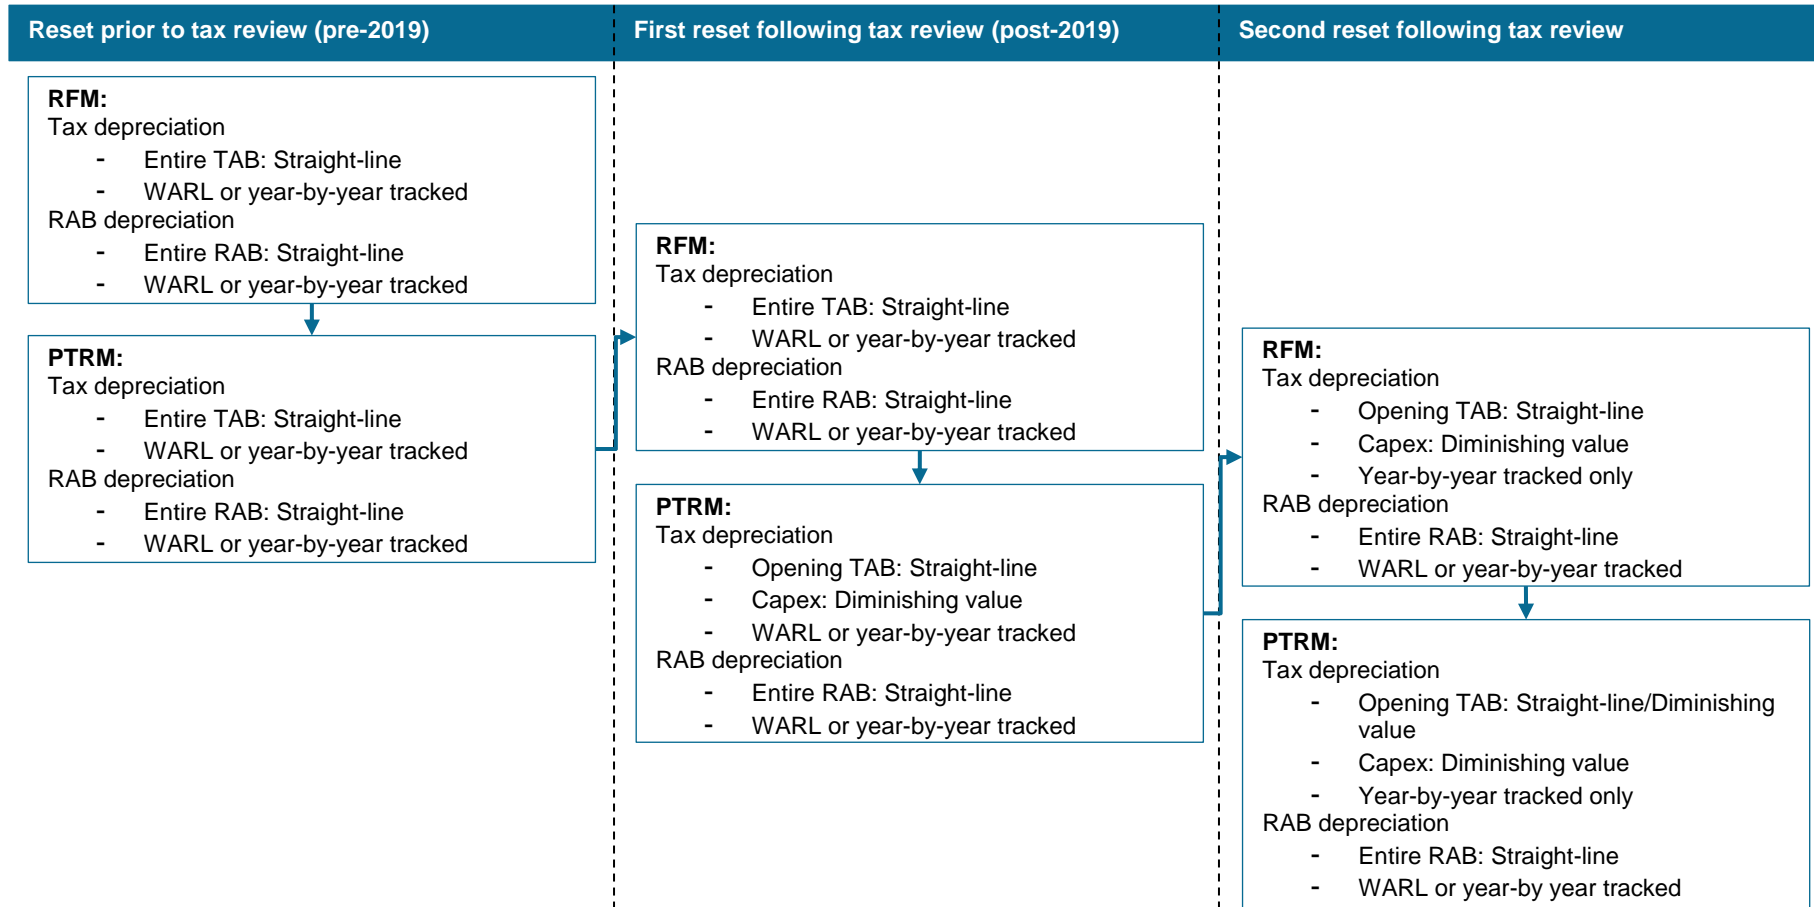 Reset prior to tax review (pre-2019)
First reset following tax review (post-2019)
Second reset following tax review
RFM:
Tax depreciation
- Entire TAB: Straight-line
- WARL or year-by-year tracked
RAB depreciation
- Entire RAB: Straight-line
- WARL or year-by-year tracked
PTRM:
Tax depreciation
- Entire TAB: Straight-line
- WARL or year-by-year tracked
RAB depreciation
- Entire RAB: Straight-line
- WARL or year-by-year tracked
RFM:
Tax depreciation
- Entire TAB: Straight-line
- WARL or year-by-year tracked
RAB depreciation
- Entire RAB: Straight-line
- WARL or year-by-year tracked
PTRM:
Tax depreciation
- Opening TAB: Straight-line
- Capex: Diminishing value
- WARL or year-by-year tracked
RAB depreciation
- Entire RAB: Straight-line
- WARL or year-by-year tracked
RFM:
Tax depreciation
- Opening TAB: Straight-line
- Capex: Diminishing value
- Year-by-year tracked only
RAB depreciation
- Entire RAB: Straight-line
- WARL or year-by-year tracked
PTRM:
Tax depreciation
- Opening TAB: Straight-line/Diminishing
value
- Capex: Diminishing value
- Year-by-year tracked only
RAB depreciation
- Entire RAB: Straight-line
- WARL or year-by year tracked